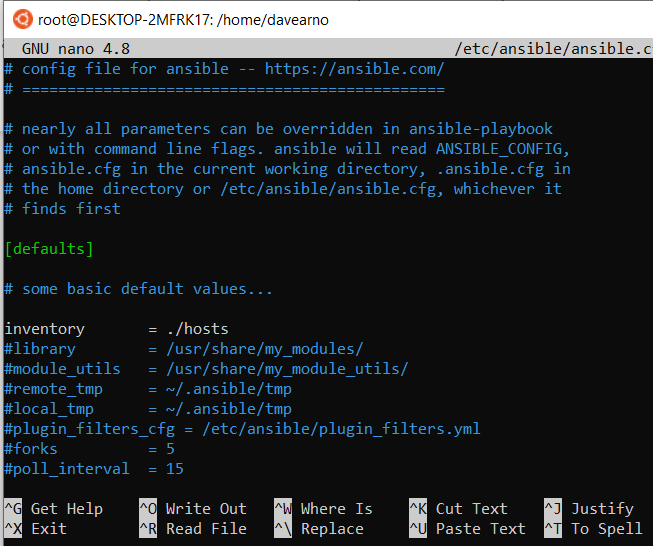 root@DESKTOP-2MFRK17: /home/davearno
GNU nano 4.8 /etc/ansible/ansible.c
# config file for ansible -- https://ansible.com/
# ===============================================
# nearly all parameters can be overridden in ansible-playbook
# or with command line flags. ansible will read ANSIBLE_CONFIG,
# ansible.cfg in the current working directory, .ansible.cfg in
# the home directory or /etc/ansible/ansible.cfg, whichever it
# finds first
[defaults]
# some basic default values...
inventory       = ./hosts
#library        = /usr/share/my_modules/
#module_utils   = /usr/share/my_module_utils/
#remote_tmp     = ~/.ansible/tmp
#local_tmp      = ~/.ansible/tmp
#plugin_filters_cfg = /etc/ansible/plugin_filters.yml
#forks          = 5
#poll_interval  = 15
^G Get Help ^O Write Out ^W Where Is ^K Cut Text ^J Justify
^X Exit ^R Read File ^\ Replace ^U Paste Text ^T To Spell